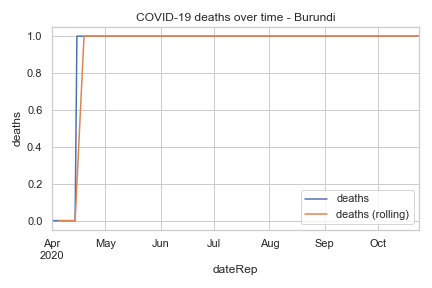 COVID-19 deaths over time - Burundi
1.0
0.8
0.6
0.4
0.2
0.0
deaths
deaths
deaths (rolling)
Apr May Jun Jul Aug Sep Oct
2020
dateRep